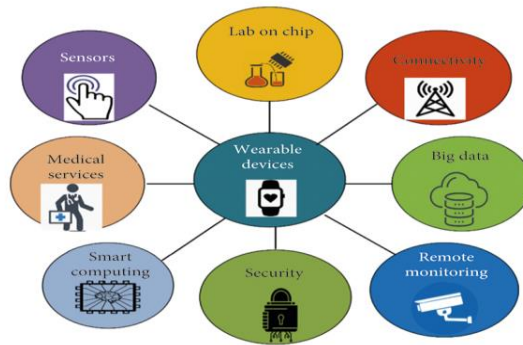 Sensors
Lab on chip
Connectivity
Medical
services
Wearable
devices
Big data
Smart
computing
Security
Remote
monitoring